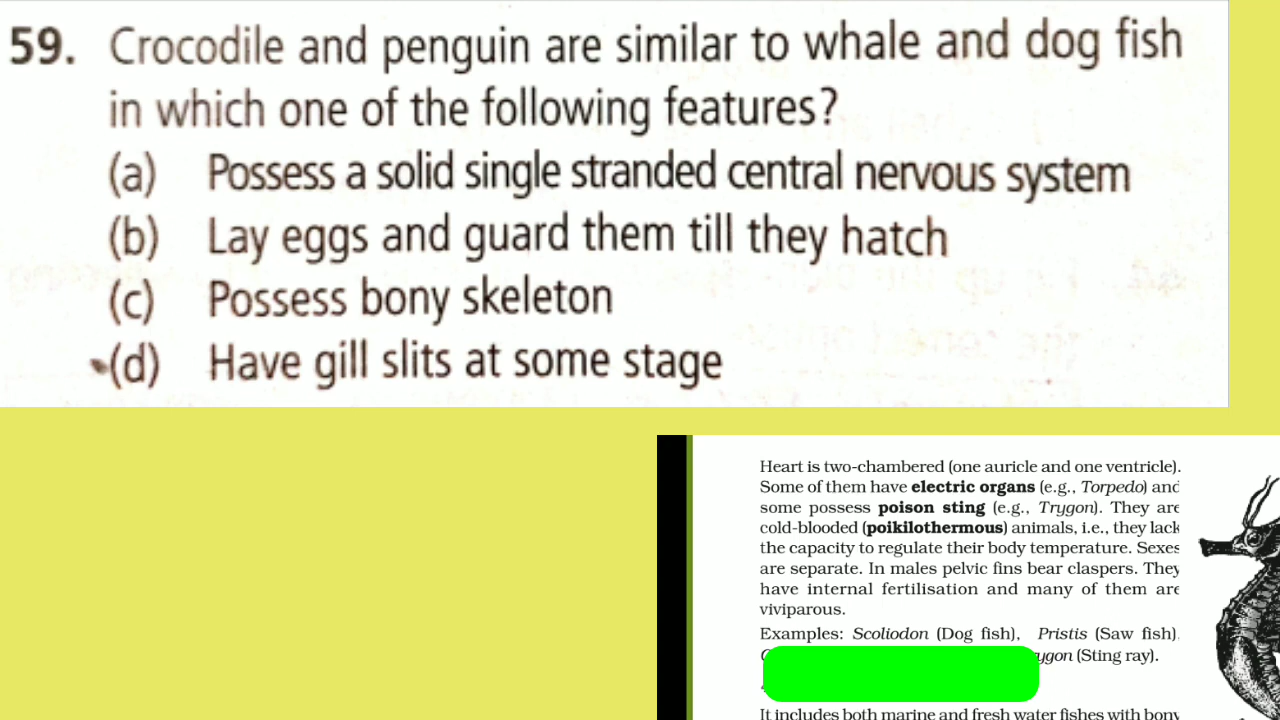 59. Crocodile and penguin are similar to whale and dog fish
in which one of the following features?
(a) Possess a solid single stranded central nervous system
(b) Lay eggs and guard them till they hatch
(c) Possess bony skeleton
(d) Have gill slits at some stage
Heart is two-chambered (one auricle and one ventricle).
Some of them have electric organs (e.g., Torpedo) and
some possess poison sting (e.g., Trygon). They are
cold-blooded (poikilothermous) animals, i.e., they lack
the capacity to regulate their body temperature. Sexes
are separate. In males pelvic fins bear claspers. They
have internal fertilisation and many of them are
viviparous.
Examples: Scoliodon (Dog fish), Pristis (Saw fish),
(Sting ray).
It includes both marine and fresh water fishes with bony